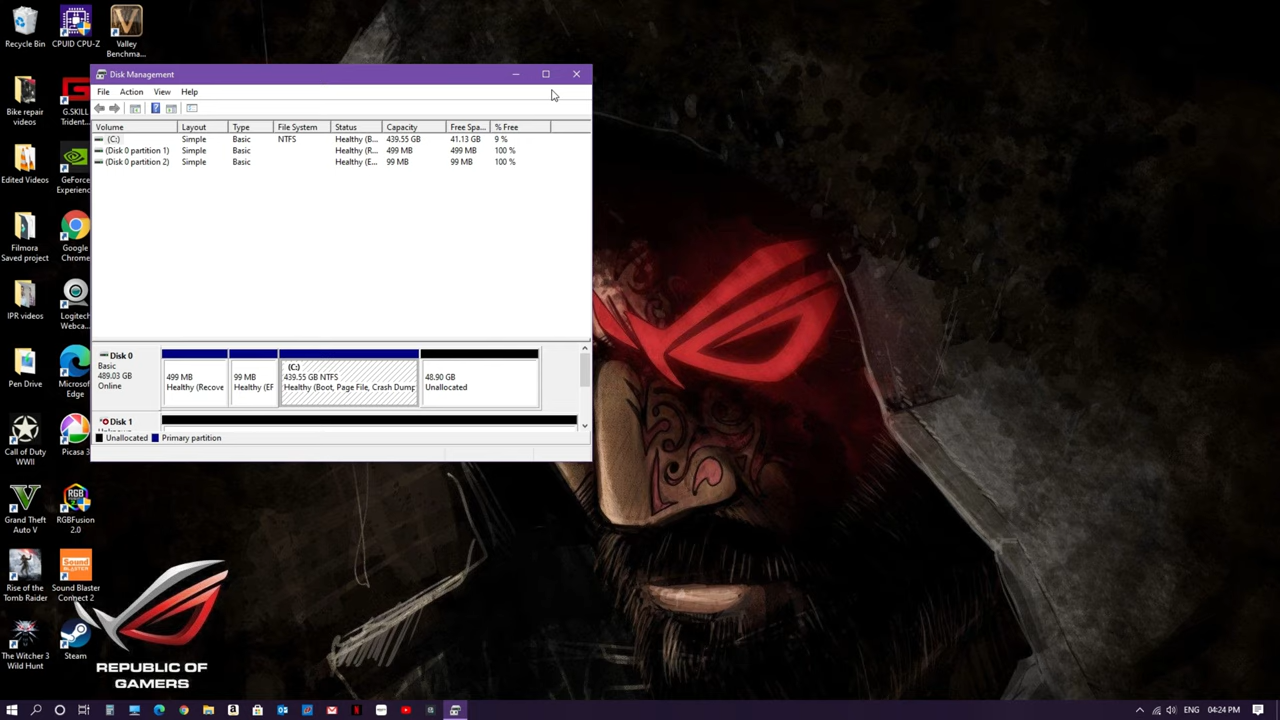 Recycle Bin
CPUID CPU-Z
Valley
Benchma...
Bike repair
videos
G.SKILL
Trident...
Edited Videos
GeForce
Experience
Filmora
Saved project
Google
Chrome
IPR videos
Logitech
Webca...
Pen Drive
Microsof
Edge
Call of Duty
WWII
Picasa 3
Grand Theft
Auto V
RGB
FUSION
2.0
RGBFusion
2.0
Rise of the
Tomb Raider
Sound
BLASTER
Sound Blaster
Connect 2
The Witcher 3
Wild Hunt
Steam
Disk Management
File Action View Help
Volume Layout Type File System Status Capacity Free Spa... % Free
(C:) Simple Basic NTFS Healthy (B... 439.55 GB 41.13 GB 9 %
(Disk 0 partition 1) Simple Basic Healthy (R... 499 MB 499 MB 100 %
(Disk 0 partition 2) Simple Basic Healthy (E... 99 MB 99 MB 100 %
Disk 0
Basic
489.03 GB
Online
499 MB
Healthy (Recove
99 MB
Healthy (EF
(C:)
439.55 GB NTFS
Healthy (Boot, Page File, Crash Dump
48.90 GB
Unallocated
Disk 1
Unallocated Primary partition
REPUBLIC OF
GAMERS
ENG 04:24 PM